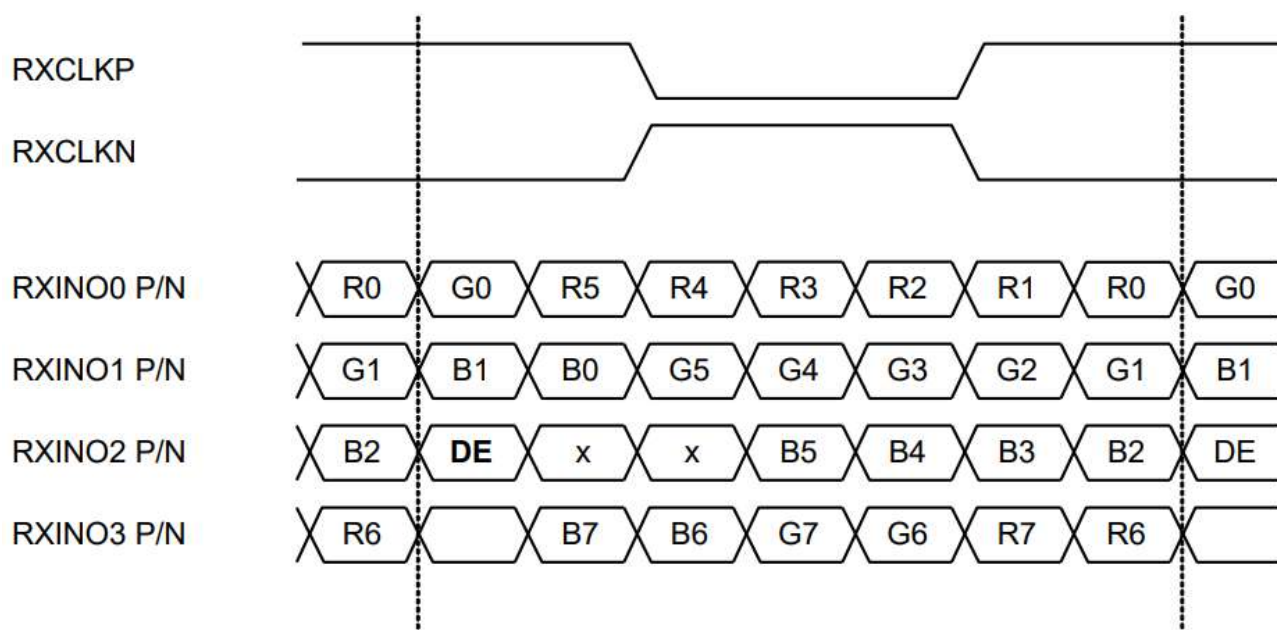 RXCLKP
RXCLKN
RXINO0 P/N R0 G0 R5 R4 R3 R2 R1 R0 G0
RXINO1 P/N G1 B1 B0 G5 G4 G3 G2 G1 B1
RXINO2 P/N B2 DE x x B5 B4 B3 B2 DE
RXINO3 P/N R6 B7 B6 G7 G6 R7 R6